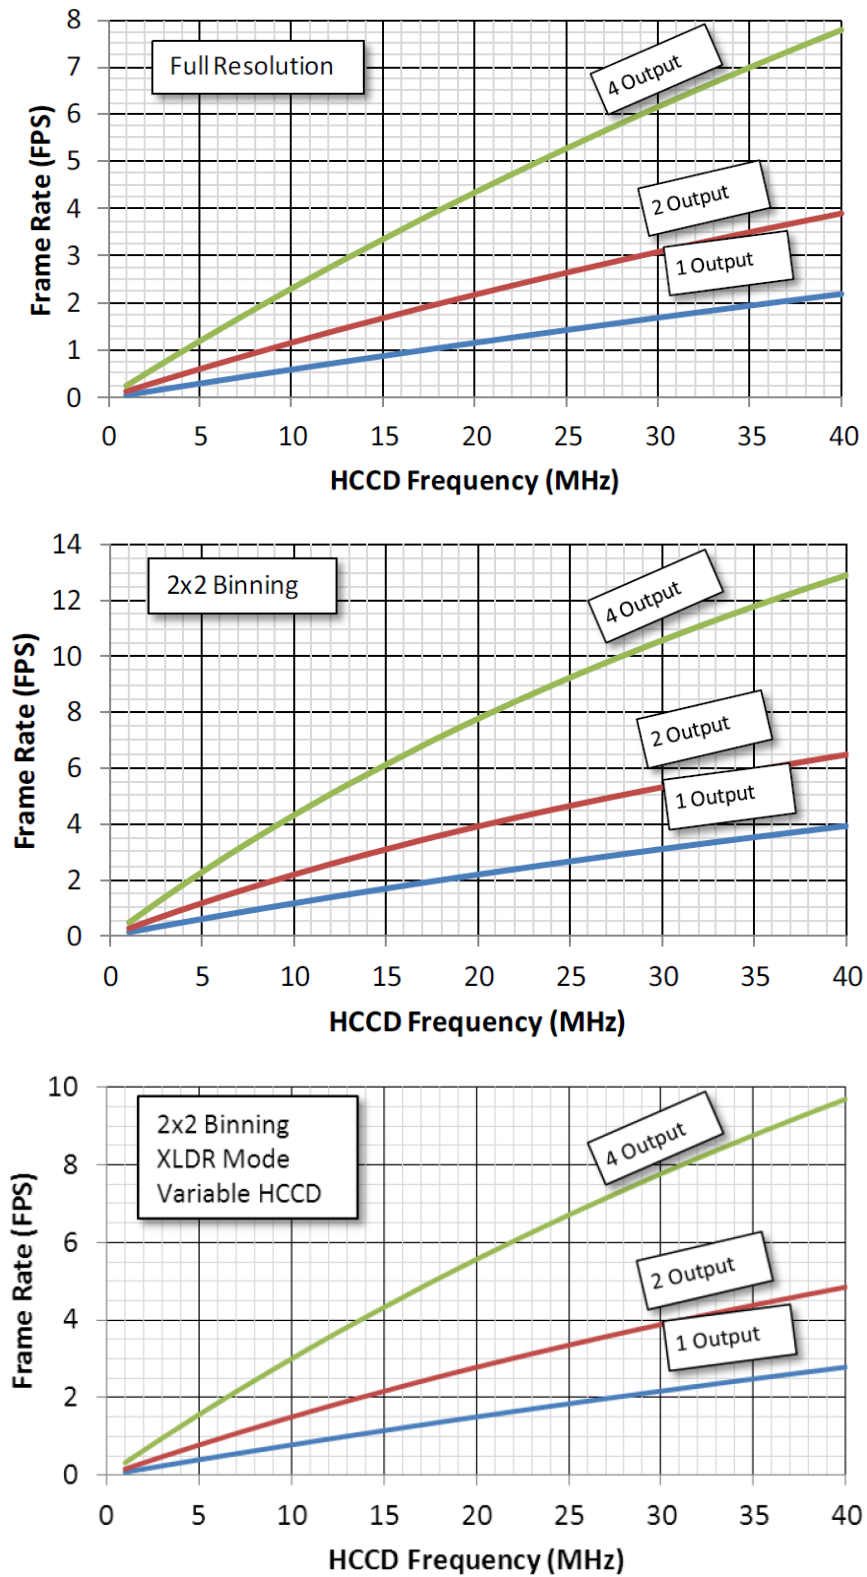 8
7
6
5
4
3
2
1
0
Frame Rate (FPS)
Full Resolution
4 Output
2 Output
1 Output
0 5 10 15 20 25 30 35 40
HCCD Frequency (MHz)
14
12
10
8
6
4
2
0
Frame Rate (FPS)
2x2 Binning
4 Output
2 Output
1 Output
0 5 10 15 20 25 30 35 40
HCCD Frequency (MHz)
10
8
6
4
2
0
Frame Rate (FPS)
2x2 Binning
XLDR Mode
Variable HCCD
4 Output
2 Output
1 Output
0 5 10 15 20 25 30 35 40
HCCD Frequency (MHz)